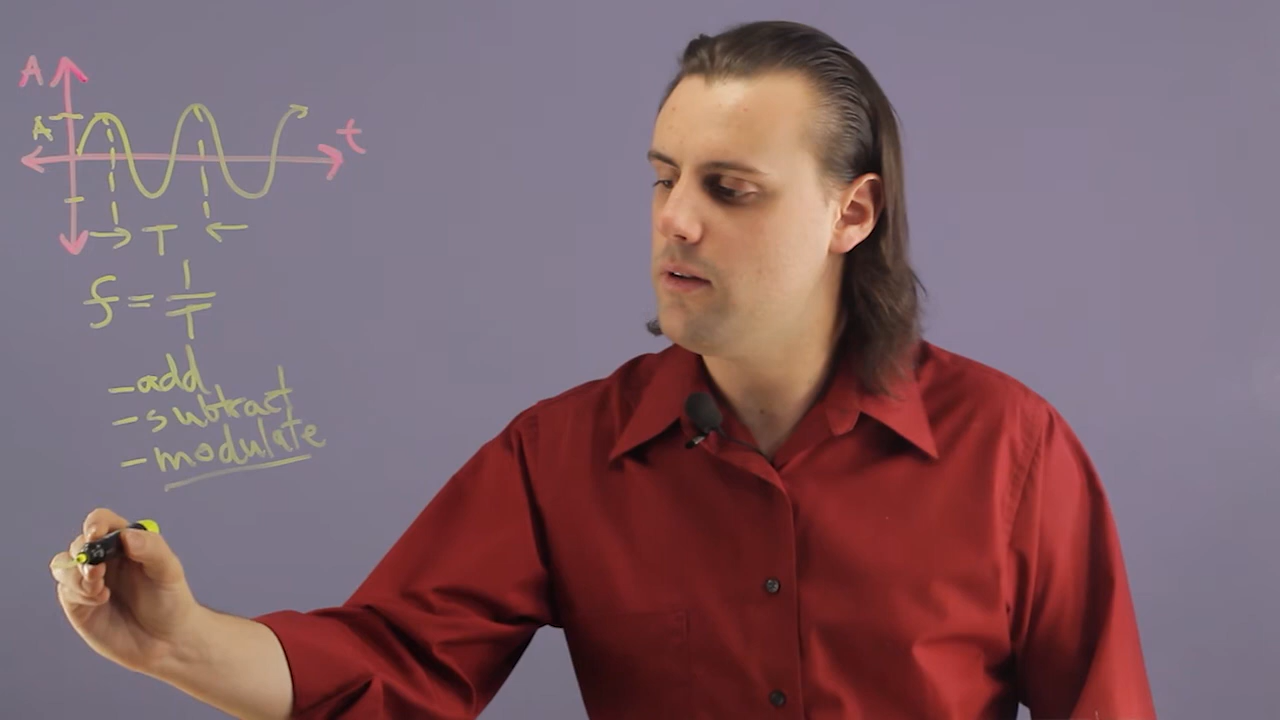 A
A
t
T
f = 1/T
- add
- subtract
- modulate